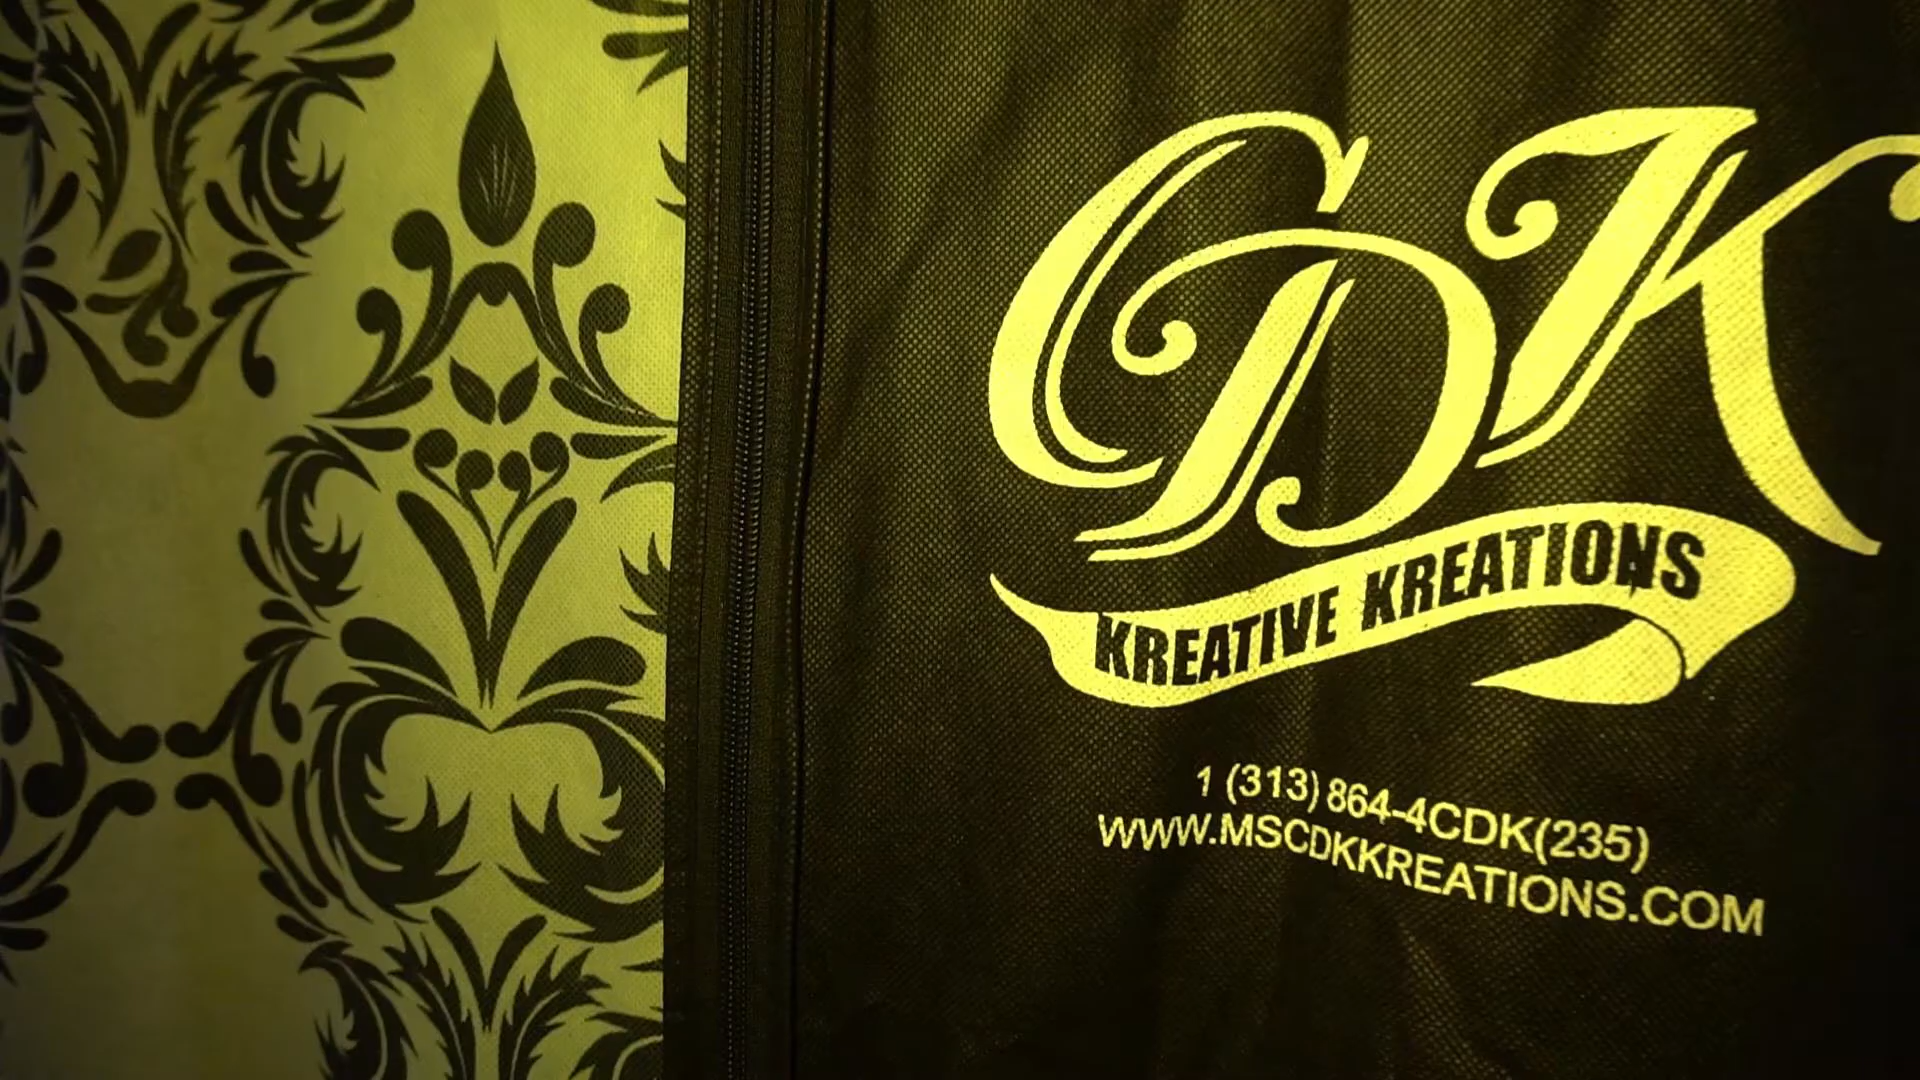 CDK
KREATIVE KREATIONS
1 (313) 864-4CDK(235)
WWW.MSCDKKREATIONS.COM